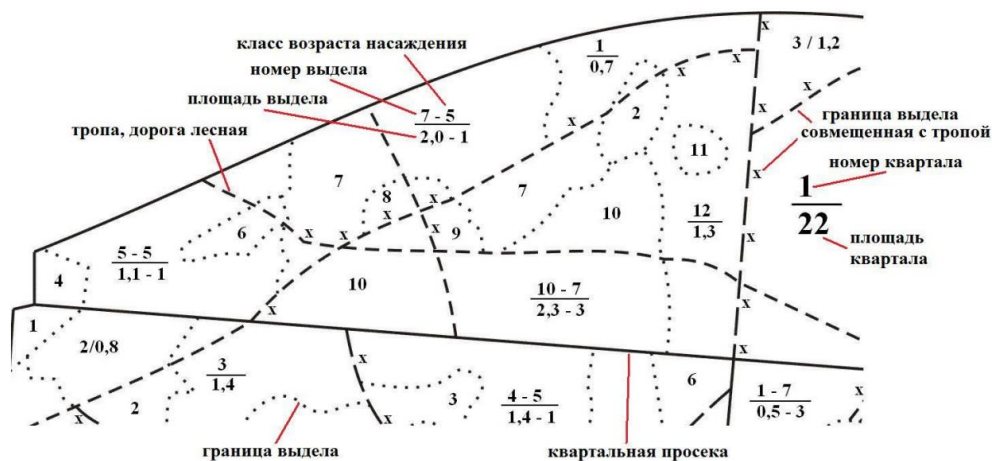 класс возраста насаждения
номер выдела
площадь выдела
тропа, дорога лесная
7 - 5
2,0 - 1
1
0,7
3 / 1,2
x
x
x
x
x
x
2
граница выдела
совмещенная с тропой
11
номер квартала
7
8
x
x
7
x
1
22
площадь
квартала
6
x
x
x
9
10
12
1,3
x
5 - 5
1,1 - 1
4
10
10 - 7
2,3 - 3
x
x
1
x
2/0,8
x
x
3
1,4
2
x
3
4 - 5
1,4 - 1
6
1 - 7
0,5 - 3
x
x
x
граница выдела
квартальная просека